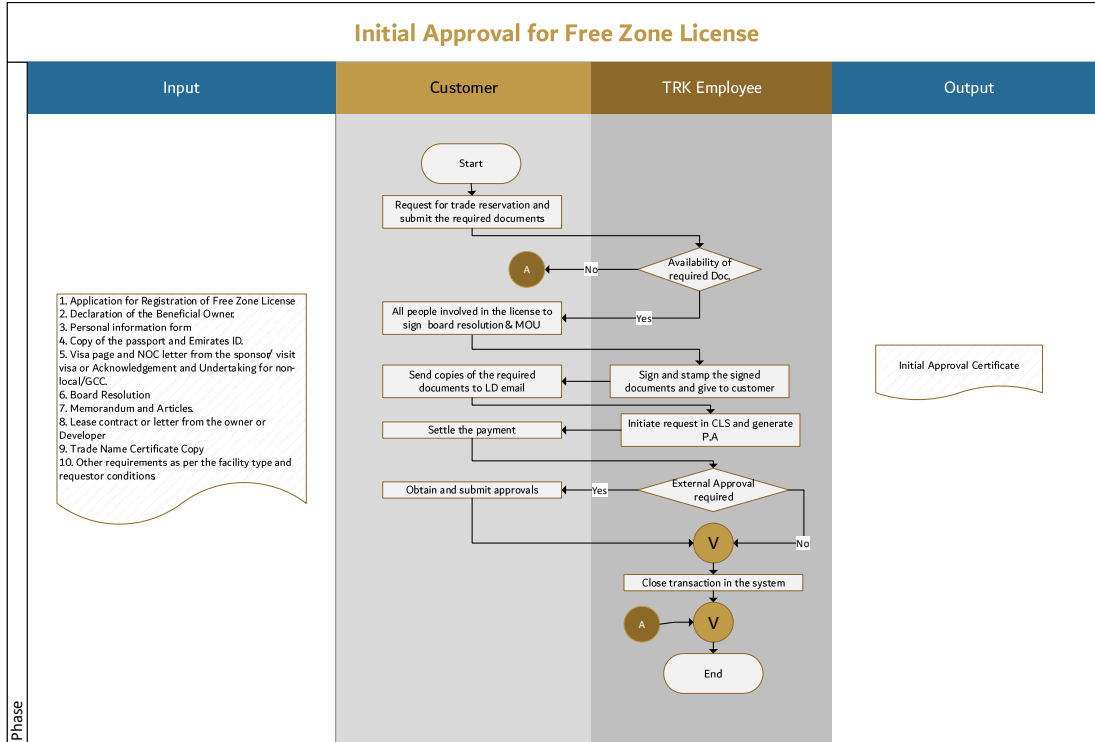 Initial Approval for Free Zone License
Input
Customer
TRK Employee
Output
Phase
1. Application for Registration of Free Zone License
2. Declaration of the Beneficial Owner.
3. Personal information form
4. Copy of the passport and Emirates ID.
5. Visa page and NOC letter from the sponsor/ visit
visa or Acknowledgement and Undertaking for non-
local/GCC.
6. Board Resolution
7. Memorandum and Articles.
8. Lease contract or letter from the owner or
Developer
9. Trade Name Certificate Copy
10. Other requirements as per the facility type and
requestor conditions
Start
Request for trade reservation and
submit the required documents
Availability of
required Doc.
No
A
Yes
All people involved in the license to
sign board resolution & MOU
Sign and stamp the signed
documents and give to customer
Send copies of the required
documents to LD email
Initiate request in CLS and generate
P.A
Settle the payment
External Approval
required
Yes
Obtain and submit approvals
No
V
Close transaction in the system
A
V
End
Initial Approval Certificate